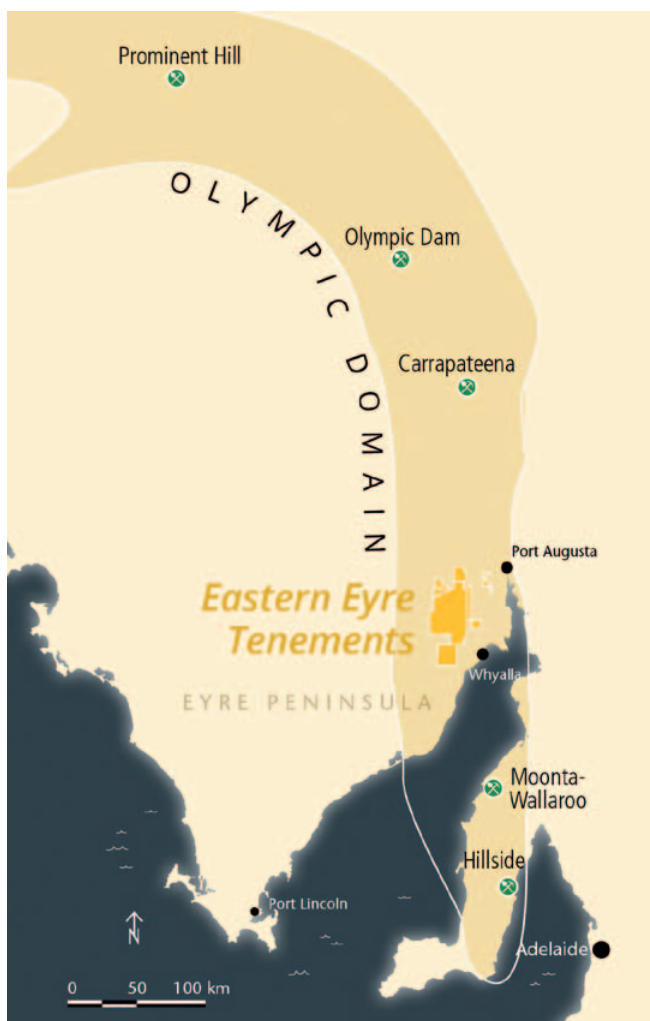 Prominent Hill
OLYMPIC DOMAIN
Olympic Dam
Carrapateena
Port Augusta
Eastern Eyre
Tenements
Whyalla
EYRE PENINSULA
Moonta-
Wallaroo
Hillside
Port Lincoln
N
Adelaide
0 50 100 km